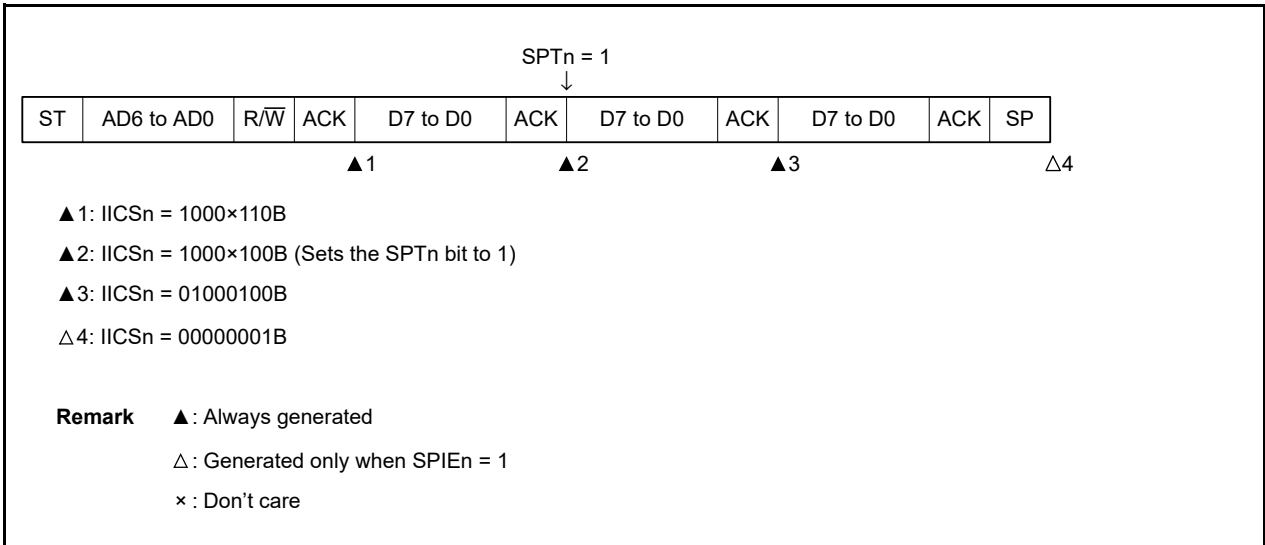 SPTn = 1
↓
ST AD6 to AD0 R/W̅ ACK D7 to D0 ACK D7 to D0 ACK D7 to D0 ACK SP
▲1 ▲2 ▲3 △4
▲1: IICSn = 1000×110B
▲2: IICSn = 1000×100B (Sets the SPTn bit to 1)
▲3: IICSn = 01000100B
△4: IICSn = 00000001B
Remark ▲: Always generated
△: Generated only when SPIEn = 1
×: Don’t care